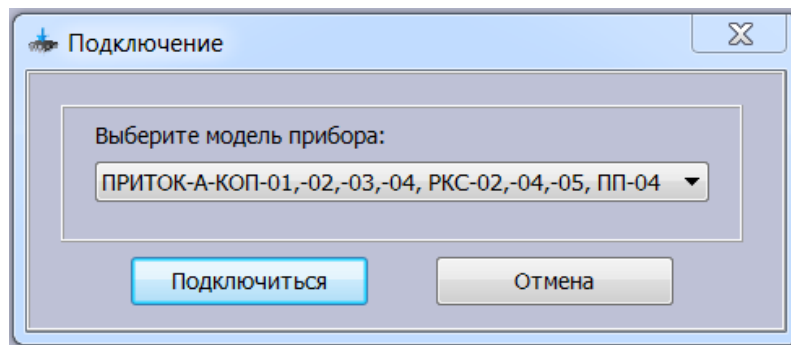 Подключение
Выберите модель прибора:
ПРИТОК-А-КОП-01,-02,-03,-04, РКС-02,-04,-05, ПП-04
Подключиться Отмена